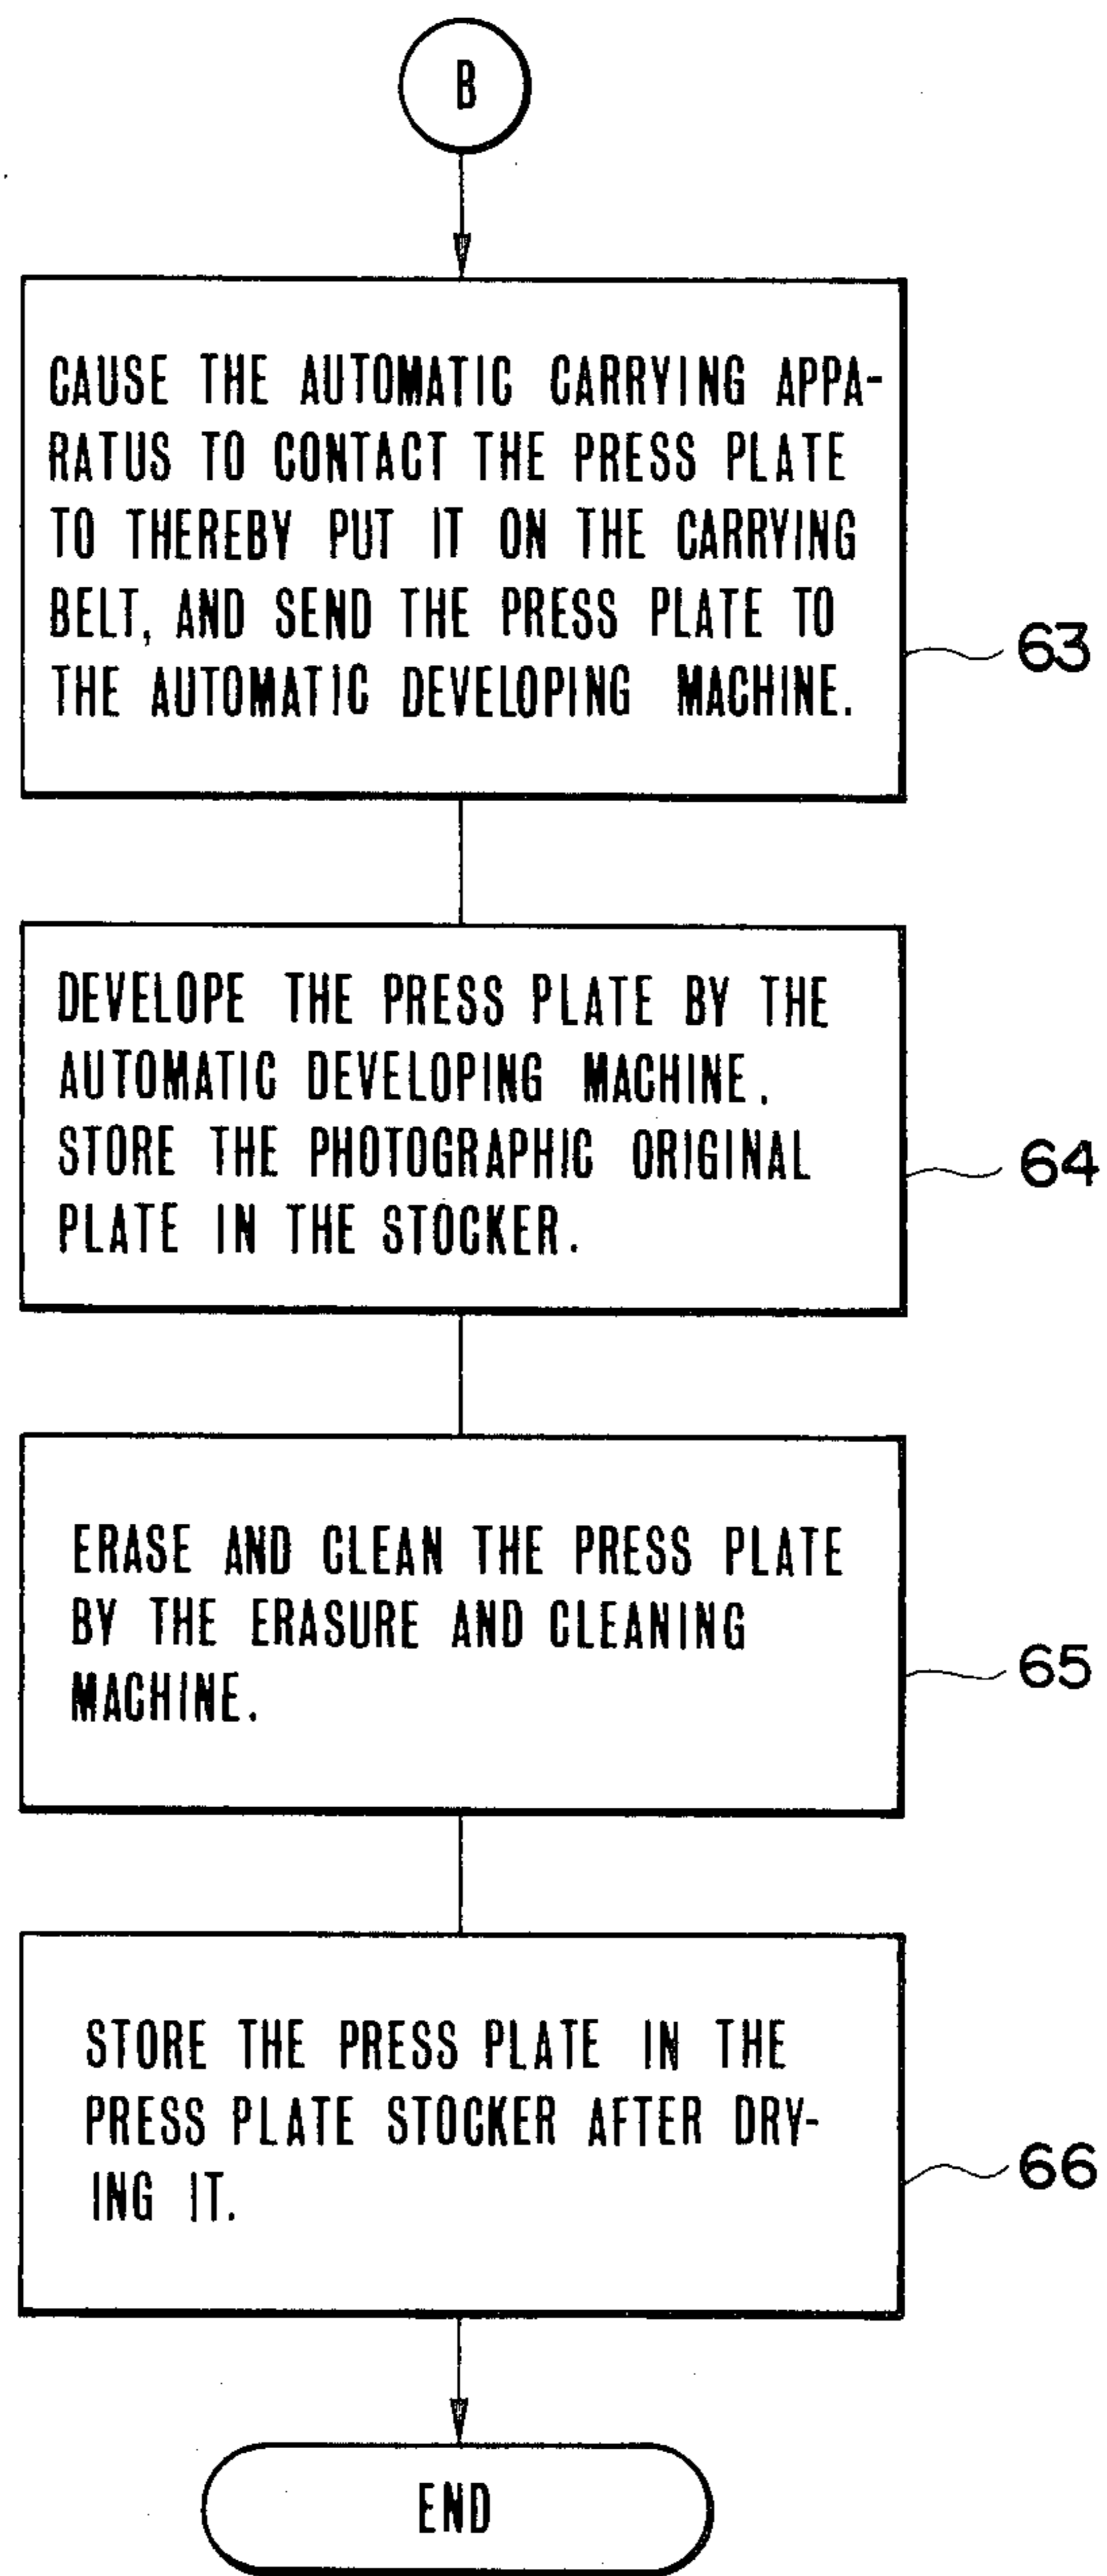 B
CAUSE THE AUTOMATIC CARRYING APPA-
RATUS TO CONTACT THE PRESS PLATE
TO THEREBY PUT IT ON THE CARRYING
BELT, AND SEND THE PRESS PLATE TO
THE AUTOMATIC DEVELOPING MACHINE.
63
DEVELOPE THE PRESS PLATE BY THE
AUTOMATIC DEVELOPING MACHINE.
STORE THE PHOTOGRAPHIC ORIGINAL
PLATE IN THE STOCKER.
64
ERASE AND CLEAN THE PRESS PLATE
BY THE ERASURE AND CLEANING
MACHINE.
65
STORE THE PRESS PLATE IN THE
PRESS PLATE STOCKER AFTER DRY-
ING IT.
66
END